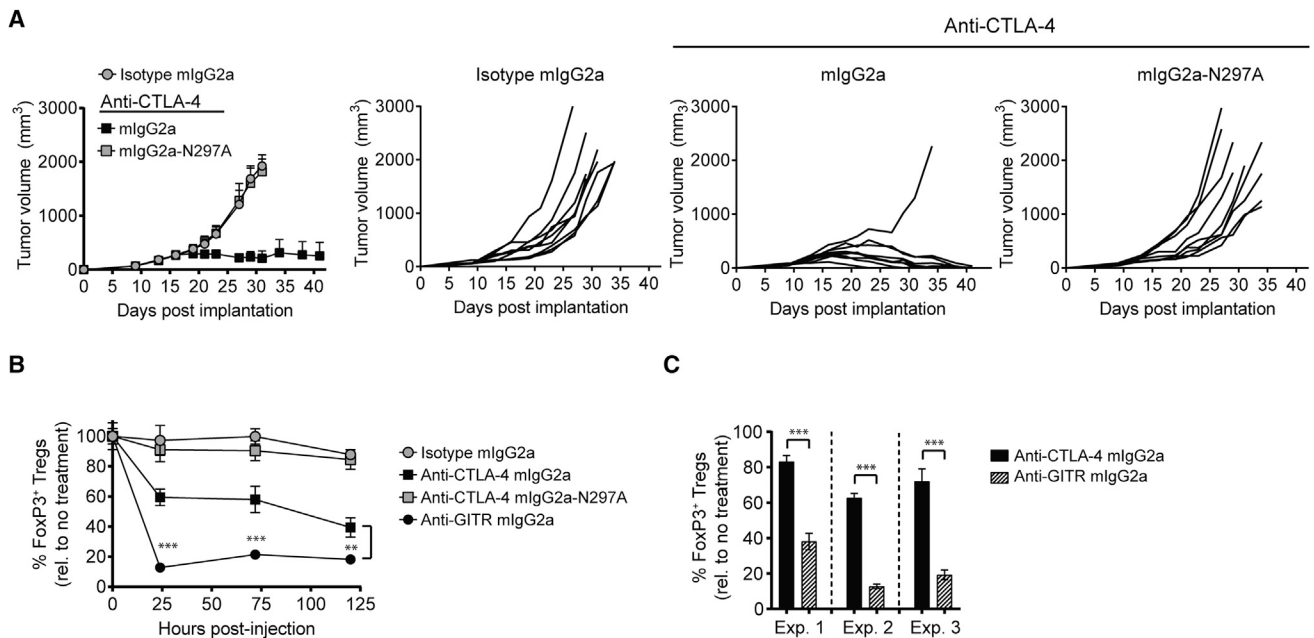 A
Anti-CTLA-4
Isotype mIgG2a
Anti-CTLA-4
mIgG2a
mIgG2a-N297A
Tumor volume (mm³)
3000
2000
1000
0
0 5 10 15 20 25 30 35 40
Days post implantation
Isotype mIgG2a
Tumor volume (mm³)
3000
2000
1000
0
0 5 10 15 20 25 30 35 40
Days post implantation
mIgG2a
Tumor volume (mm3)
3000
2000
1000
0
0 5 10 15 20 25 30 35 40
Days post implantation
mIgG2a-N297A
Tumor volume (mm³)
3000
2000
1000
0
0 5 10 15 20 25 30 35 40
Days post implantation
B
% FoxP3⁺ Tregs
(rel. to no treatment)
100
80
60
40
20
0
*** *** **
0 25 50 75 100 125
Hours post-injection
Isotype mIgG2a
Anti-CTLA-4 mIgG2a
Anti-CTLA-4 mIgG2a-N297A
Anti-GITR mIgG2a
C
% FoxP3⁺ Tregs
(rel. to no treatment)
100
80
60
40
20
0
*** *** ***
Exp. 1 Exp. 2 Exp. 3
Anti-CTLA-4 mIgG2a
Anti-GITR mIgG2a